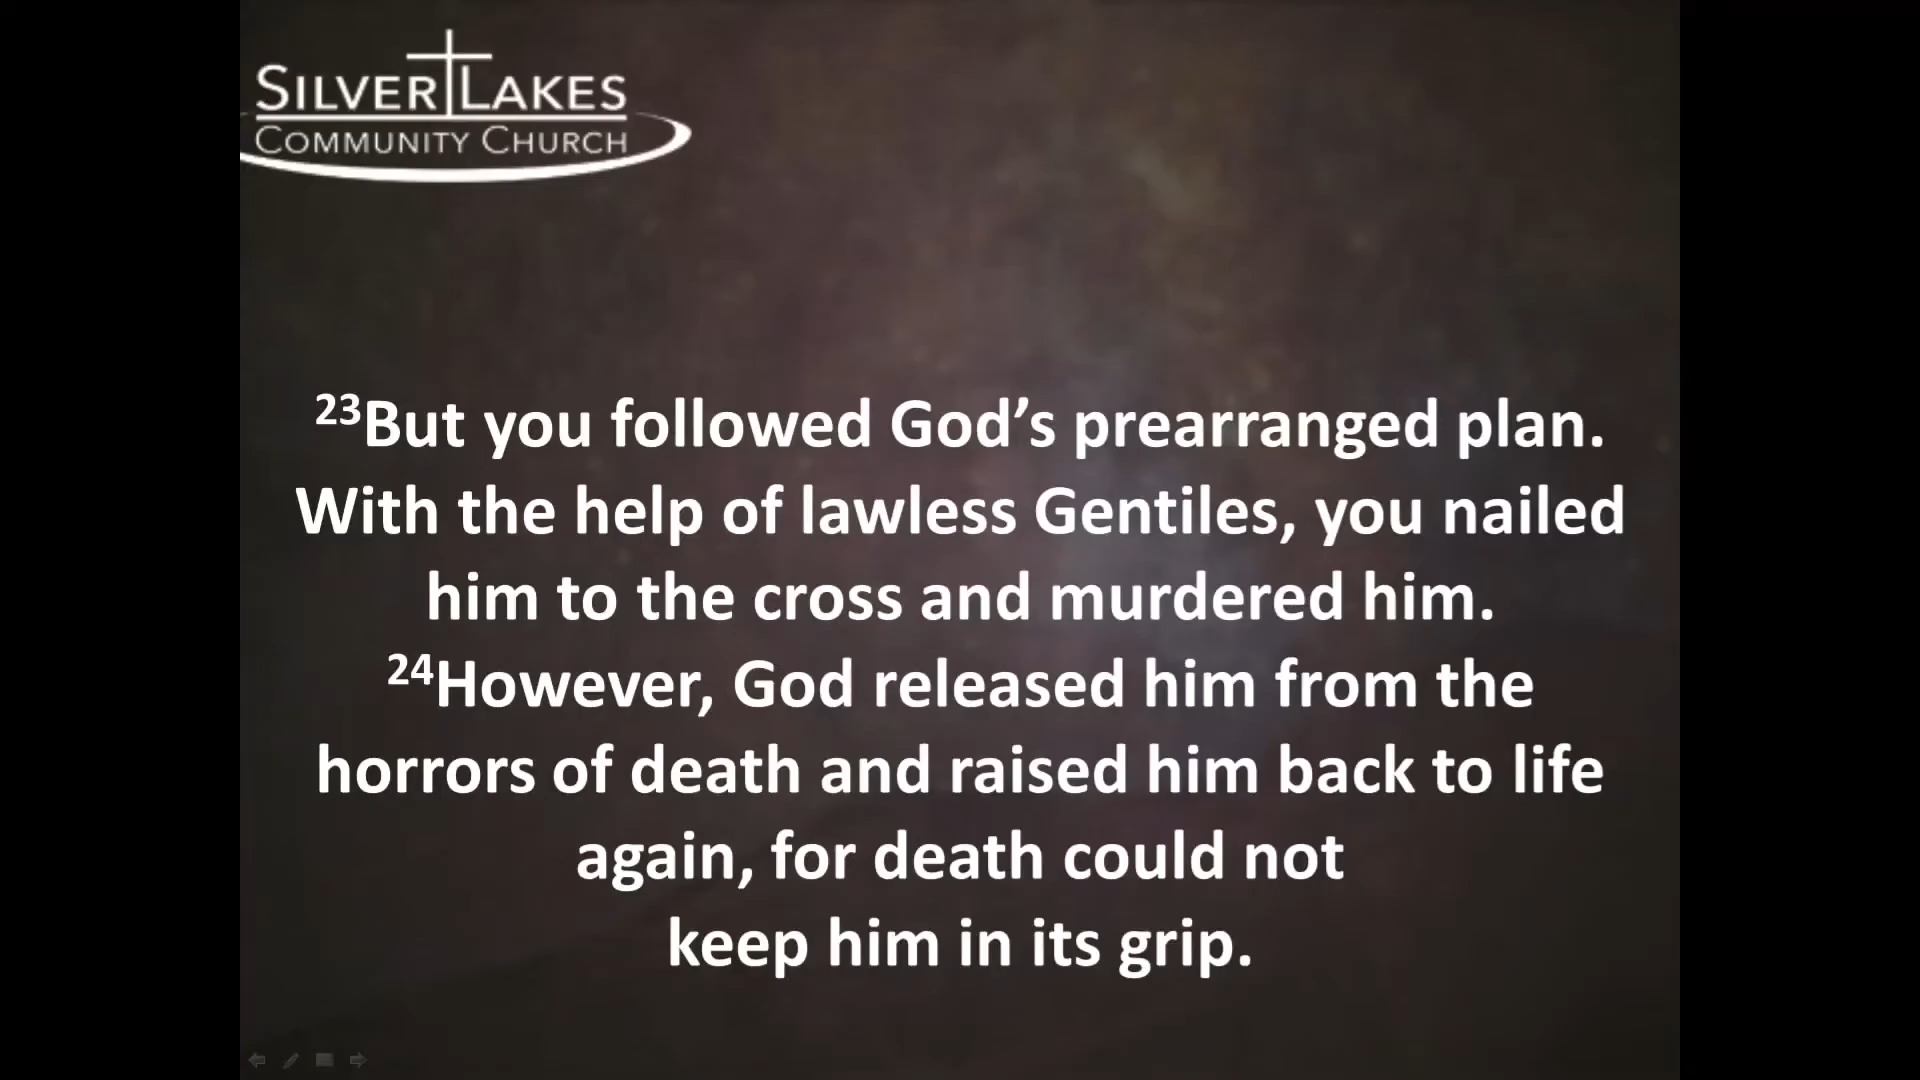 SILVER LAKES
COMMUNITY CHURCH
23But you followed God’s prearranged plan.
With the help of lawless Gentiles, you nailed
him to the cross and murdered him.
24However, God released him from the
horrors of death and raised him back to life
again, for death could not
keep him in its grip.